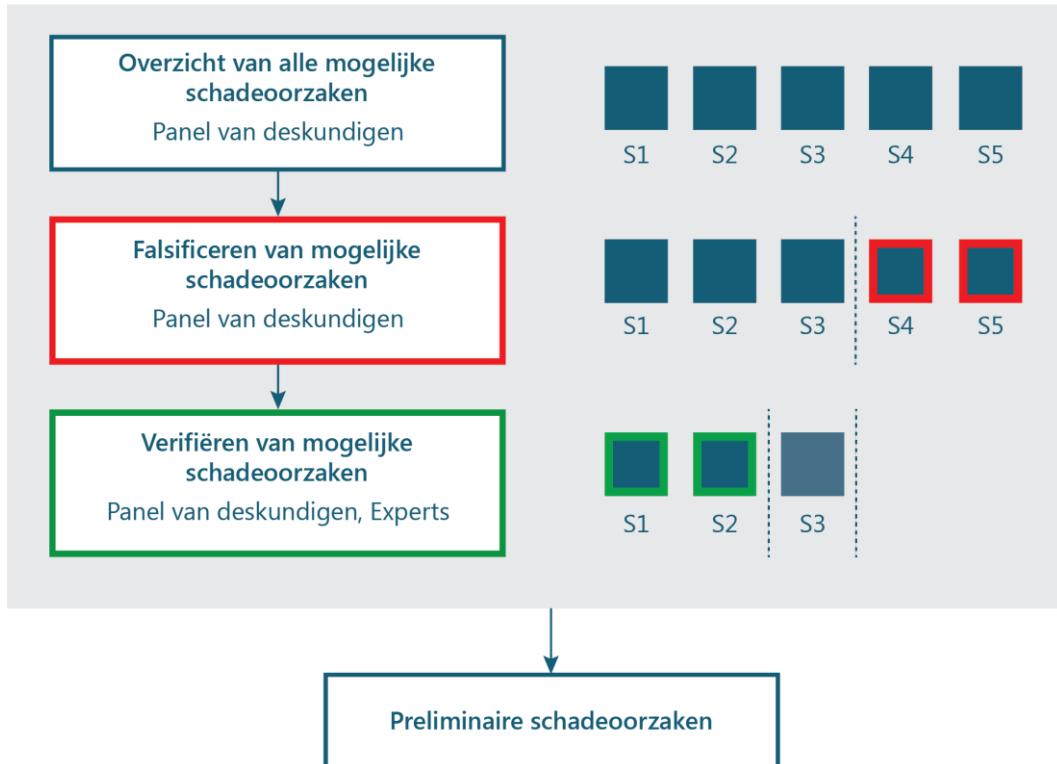 Overzicht van alle mogelijke
schadeoorzaken
Panel van deskundigen
S1 S2 S3 S4 S5
Falsificeren van mogelijke
schadeoorzaken
Panel van deskundigen
S1 S2 S3 S4 S5
Verifiëren van mogelijke
schadeoorzaken
Panel van deskundigen, Experts
S1 S2 S3
Preliminaire schadeoorzaken